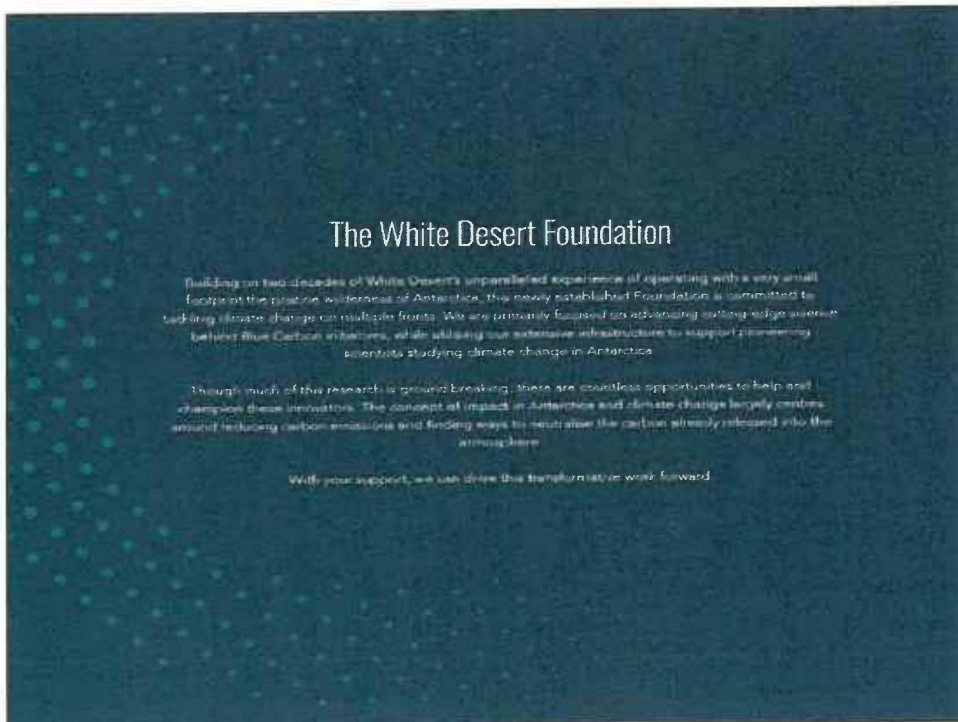 The White Desert Foundation
Building on two decades of White Desert's unparalleled experience of operating with a very small
footprint the pristine wilderness of Antarctica, this newly established Foundation is committed to
tackling climate change on multiple fronts. We are primarily focused on advancing cutting-edge science
behind Blue Carbon initiatives, whilst utilising our extensive infrastructure to support pioneering
scientists studying climate change in Antarctica
Though much of this research is ground breaking, there are countless opportunities to help and
champion these innovators. The concept of impact in Antarctica and climate change largely centres
around reducing carbon emissions and finding ways to neutralise the carbon already released into the
atmosphere
With your support, we can drive this transformative work forward